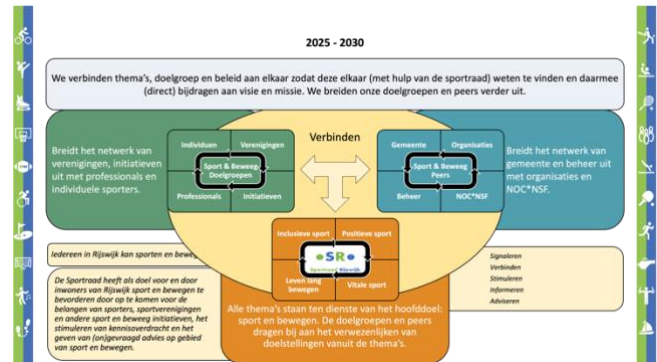 2025 - 2030
We verbinden thema's, doelgroep en beleid aan elkaar zodat deze elkaar (met hulp van de sportraad) weten te vinden en daarmee
(direct) bijdragen aan visie en missie. We breiden onze doelgroepen en peers verder uit.
Breidt het netwerk van
verenigingen, initiatieven
uit met professionals en
individuele sporters.
Individuen
Verenigingen
Sport & Beweeg
Doelgroepen
Professionals
Initiatieven
Verbinden
Gemeente
Organisaties
Sport & Beweeg
Peers
Beheer
NOC*NSF
Breidt het netwerk van
gemeente en beheer uit
met organisaties en
NOC*NSF.
Inclusieve sport
Positieve sport
SR
Sportraad Rijswijk
Leven lang
bewegen
Vitale sport
Iedereen in Rijswijk kan sporten en beweg
De Sportraad heeft als doel voor en door
inwoners van Rijswijk sport en bewegen te
bevorderen door op te komen voor de
belangen van sporters, sportverenigingen
en andere sport en beweeg initiatieven, het
stimuleren van kennisoverdracht en het
geven van (on)gevraagd advies op gebied
van sport en bewegen.
Alle thema's staan ten dienste van het hoofddoel:
sport en bewegen. De doelgroepen en peers
dragen bij aan het verwezenlijken van
doelstellingen vanuit de thema's.
Signaleren
Verbinden
Stimuleren
Informeren
Adviseren